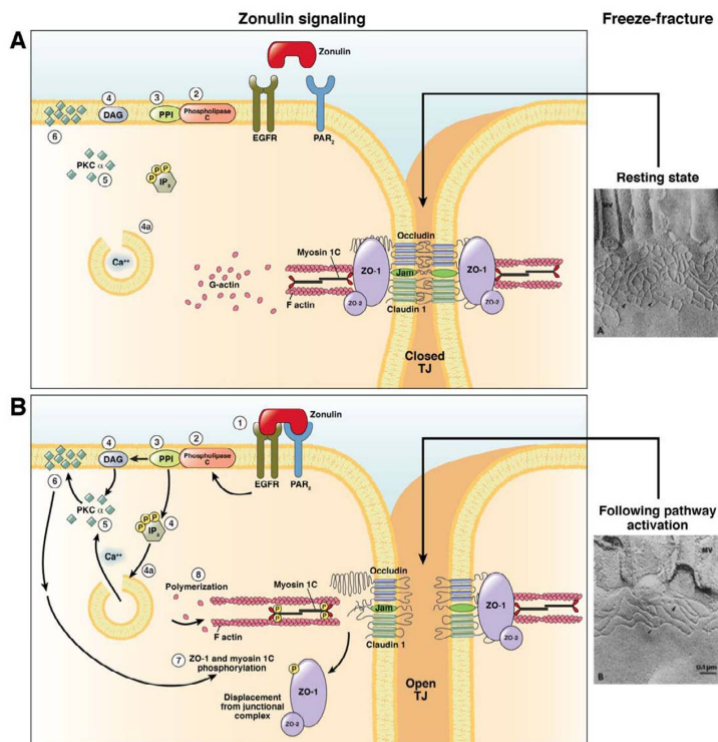 Zonulin signaling
Freeze-fracture
A
Zonulin
4
3
2
DAG
PPI
Phospholipase
C
6
EGFR
PAR2
PKC α
5
P P P
IP3
4a
Ca++
G-actin
Myosin 1C
F actin
Occludin
ZO-1
Jam
ZO-1
ZO-2
ZO-2
Claudin 1
Closed
TJ
Resting state
MV
A
B
1
Zonulin
4
3
2
DAG
PPI
Phospholipase
C
6
EGFR
PKC α
5
P P P
IP3
4
Ca++
4a
8
Polymerization
Myosin 1C
P P
P P
F actin
Occludin
Jam
ZO-1
ZO-2
Claudin 1
7
ZO-1 and myosin 1C
phosphorylation
P
ZO-1
ZO-2
Displacement
from junctional
complex
Open
TJ
Following pathway
activation
MV
B
0.1μm